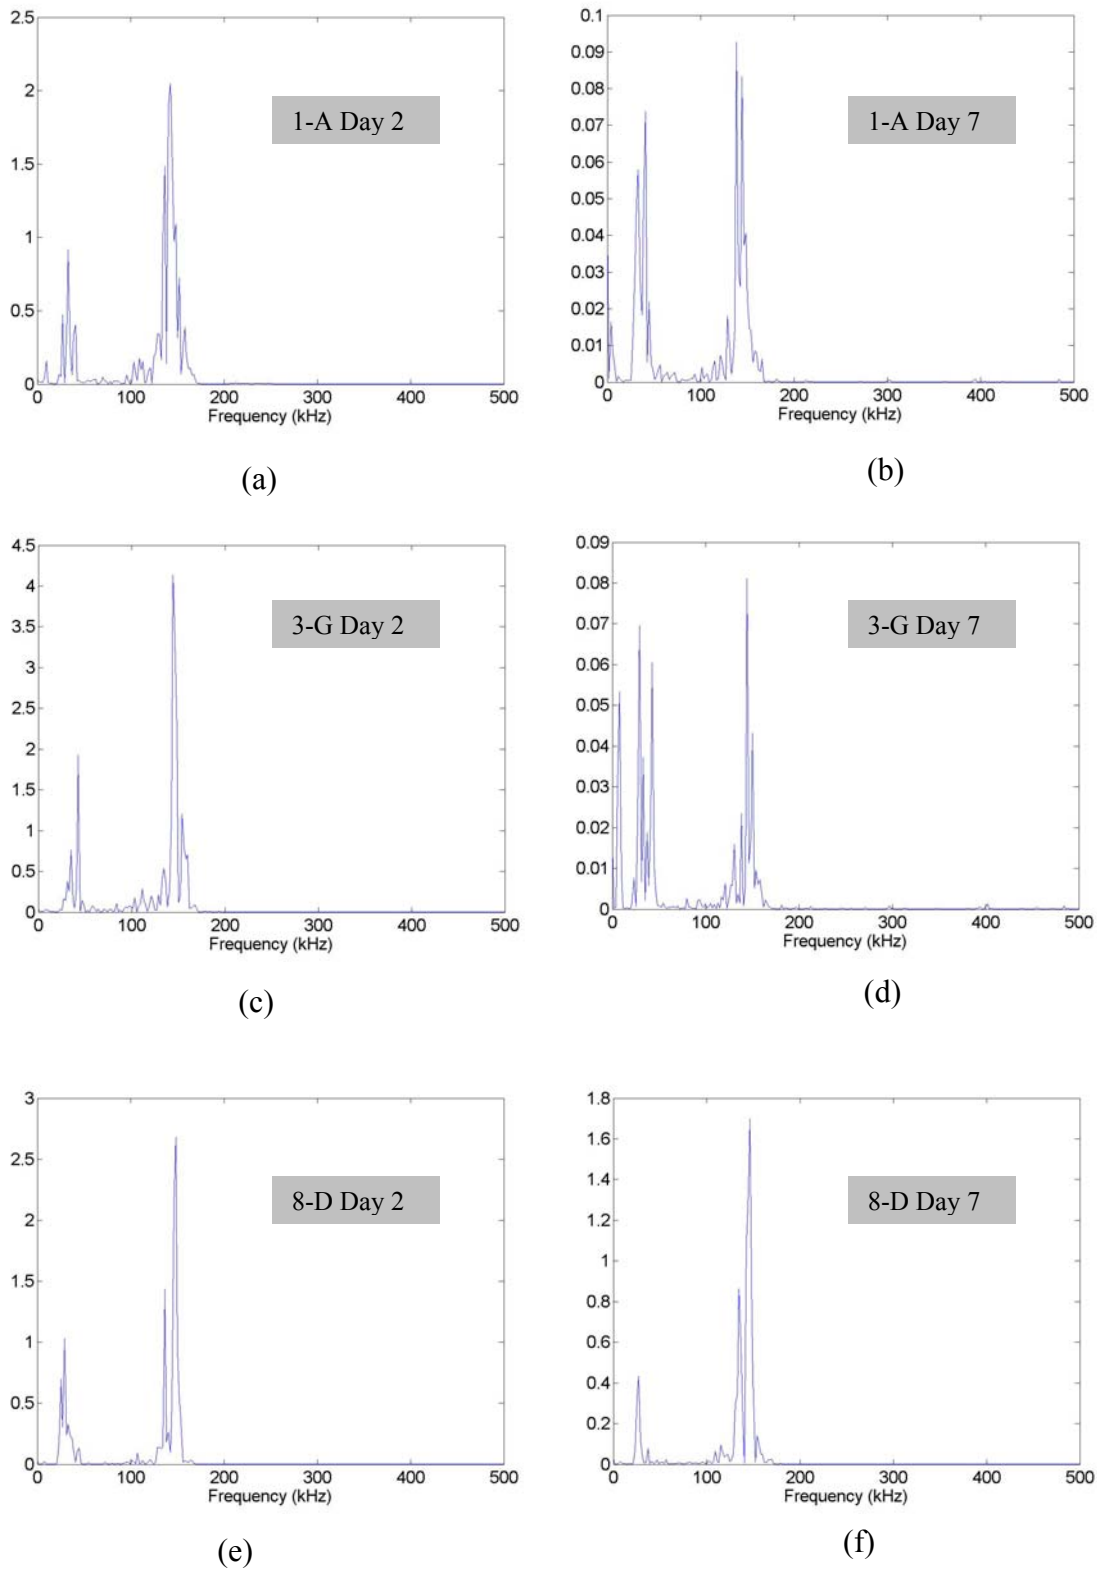 2.5
2
1.5
1
0.5
0
0 100 200 300 400 500
Frequency (kHz)
1-A Day 2
(a)
0.1
0.09
0.08
0.07
0.06
0.05
0.04
0.03
0.02
0.01
0
0 100 200 300 400 500
Frequency (kHz)
1-A Day 7
(b)
4.5
4
3.5
3
2.5
2
1.5
1
0.5
0
0 100 200 300 400 500
Frequency (kHz)
3-G Day 2
(c)
0.09
0.08
0.07
0.06
0.05
0.04
0.03
0.02
0.01
0
0 100 200 300 400 500
Frequency (kHz)
3-G Day 7
(d)
3
2.5
2
1.5
1
0.5
0
0 100 200 300 400 500
Frequency (kHz)
8-D Day 2
(e)
1.8
1.6
1.4
1.2
1
0.8
0.6
0.4
0.2
0
0 100 200 300 400 500
Frequency (kHz)
8-D Day 7
(f)